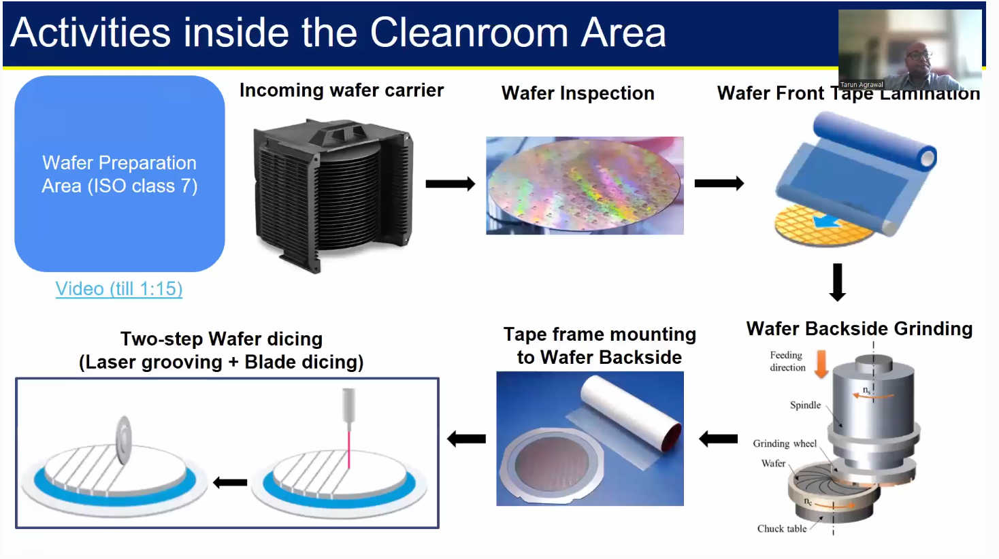 Activities inside the Cleanroom Area
Tarun Agrawal
Wafer Preparation
Area (ISO class 7)
Video (till 1:15)
Incoming wafer carrier
Wafer Inspection
Wafer Front Tape Lamination
Wafer Backside Grinding
Feeding
direction
ns
Spindle
Grinding wheel
Wafer
nc
Chuck table
Tape frame mounting
to Wafer Backside
Two-step Wafer dicing
(Laser grooving + Blade dicing)